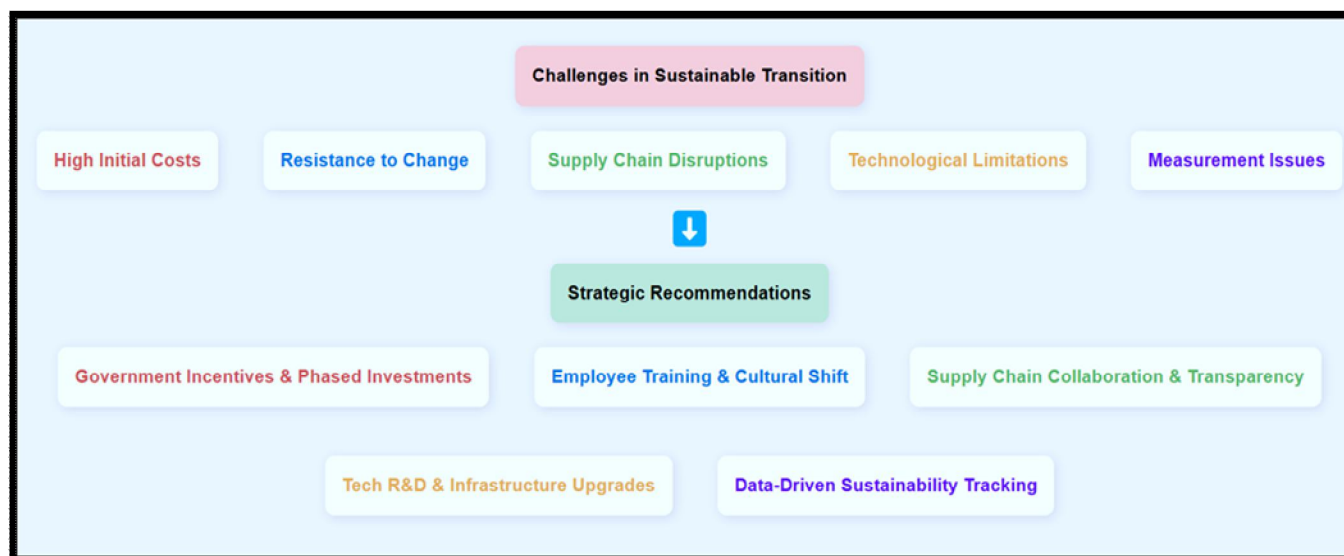 Challenges in Sustainable Transition
High Initial Costs
Resistance to Change
Supply Chain Disruptions
Technological Limitations
Measurement Issues
Strategic Recommendations
Government Incentives & Phased Investments
Employee Training & Cultural Shift
Supply Chain Collaboration & Transparency
Tech R&D & Infrastructure Upgrades
Data-Driven Sustainability Tracking